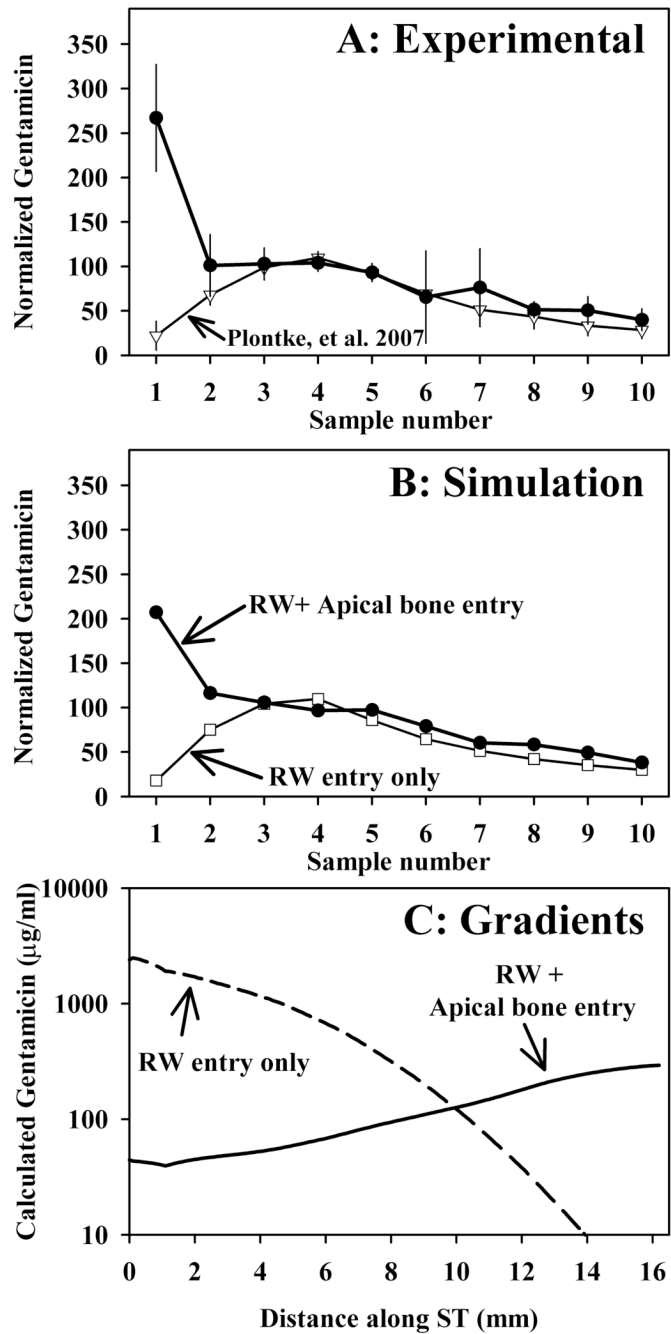 A: Experimental
Normalized Gentamicin
350
300
250
200
150
100
50
0
Plontke, et al. 2007
1 2 3 4 5 6 7 8 9 10
Sample number
B: Simulation
Normalized Gentamicin
350
300
250
200
150
100
50
0
RW+ Apical bone entry
RW entry only
1 2 3 4 5 6 7 8 9 10
Sample number
C: Gradients
Calculated Gentamicin (µg/ml)
10000
1000
100
10
RW +
Apical bone entry
RW entry only
0 2 4 6 8 10 12 14 16
Distance along ST (mm)